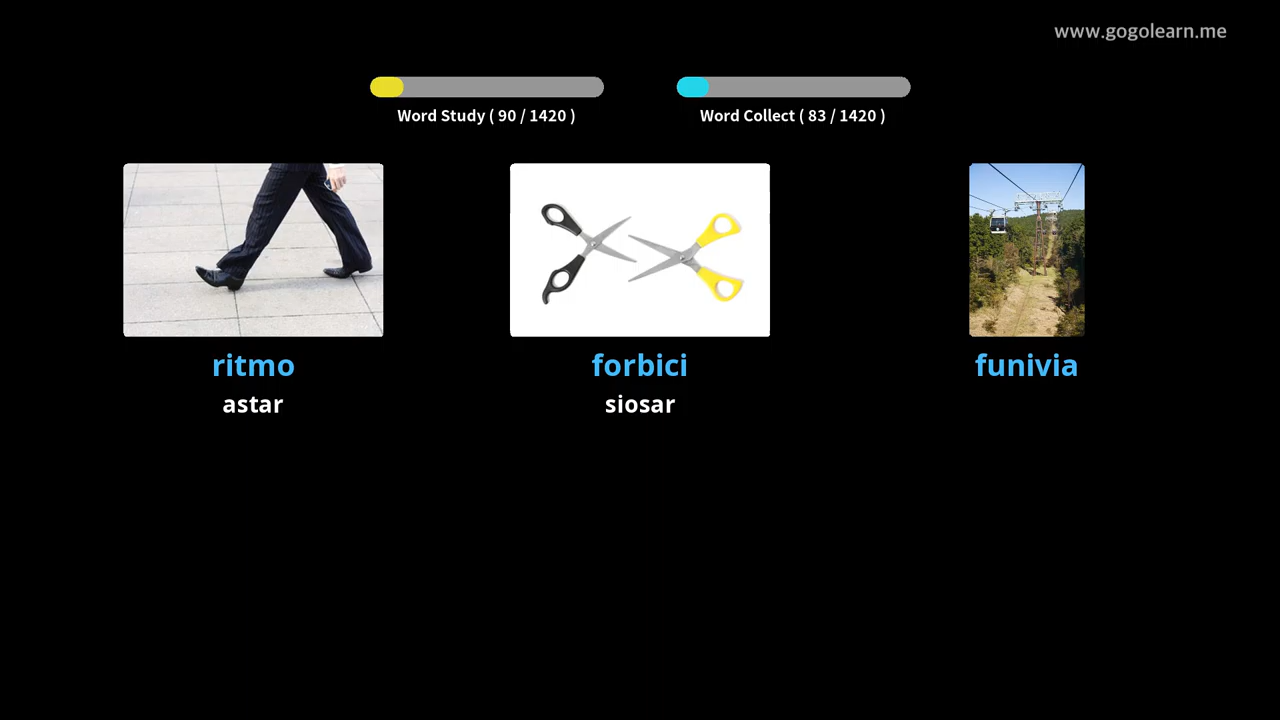 www.gogolearn.me
Word Study ( 90 / 1420 )
Word Collect ( 83 / 1420 )
ritmo
astar
forbici
siosar
funivia